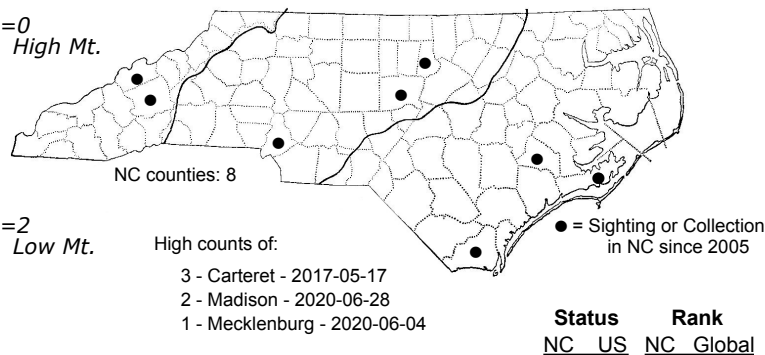 =0
High Mt.
NC counties: 8
=2
Low Mt.
High counts of:
3 - Carteret - 2017-05-17
2 - Madison - 2020-06-28
1 - Mecklenburg - 2020-06-04
● = Sighting or Collection
in NC since 2005
Status Rank
NC US NC Global